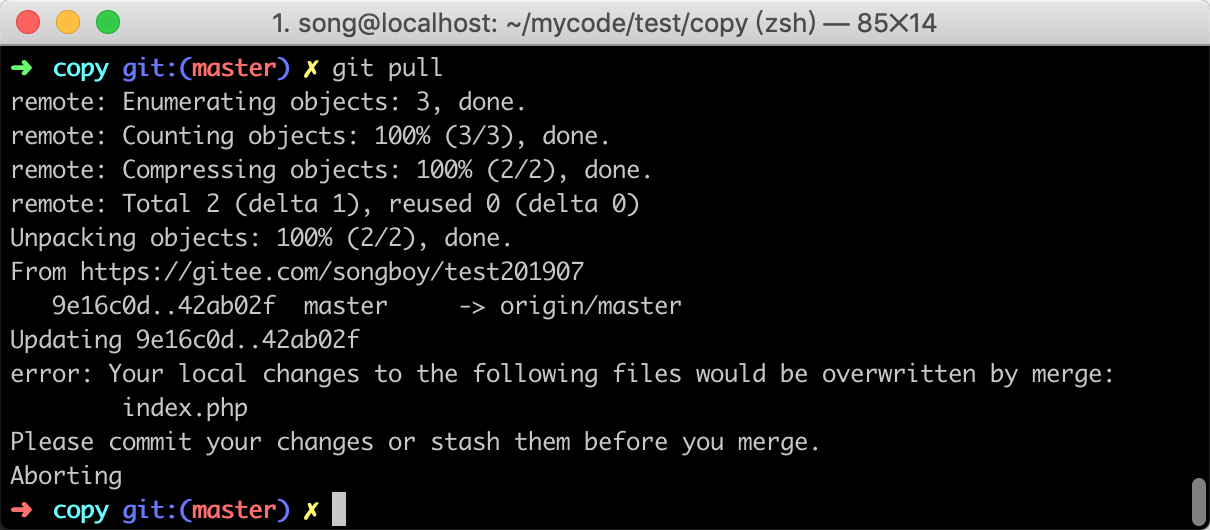 1. song@localhost: ~/mycode/test/copy (zsh) — 85✕14
➜  copy git:(master) ✗ git pull
remote: Enumerating objects: 3, done.
remote: Counting objects: 100% (3/3), done.
remote: Compressing objects: 100% (2/2), done.
remote: Total 2 (delta 1), reused 0 (delta 0)
Unpacking objects: 100% (2/2), done.
From https://gitee.com/songboy/test201907
   9e16c0d..42ab02f  master     -> origin/master
Updating 9e16c0d..42ab02f
error: Your local changes to the following files would be overwritten by merge:
        index.php
Please commit your changes or stash them before you merge.
Aborting
➜  copy git:(master) ✗